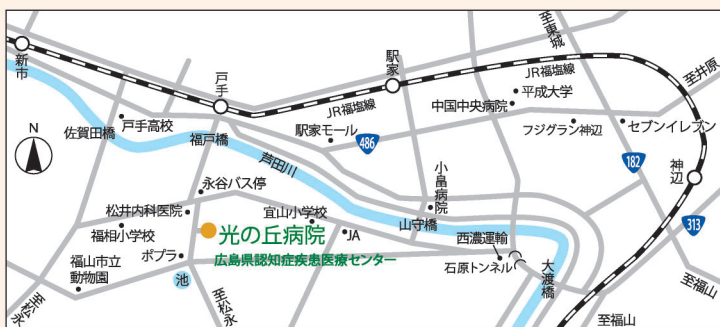 至東城
新市
戸手
駅家
JR福塩線
至井原
平成大学
中国中央病院
JR福塩線
佐賀田橋
戸手高校
福戸橋
駅家モール
486
フジグラン神辺
セブンイレブン
N
芦田川
182
神辺
永谷バス停
小畠病院
松井内科医院
宜山小学校
山守橋
313
福相小学校
光の丘病院
JA
西濃運輸
広島県認知症疾患医療センター
福山市立
動物園
ポプラ
石原トンネル
大渡橋
池
至福山
至松永
至松永
至福山